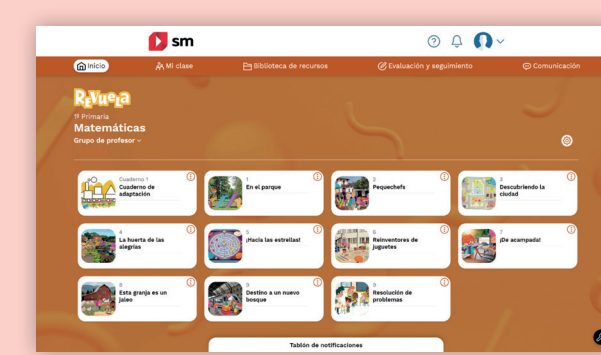 sm
Inicio
Mi clase
Biblioteca de recursos
Evaluación y seguimiento
Comunicación
ReVuela
1º Primaria
Matemáticas
Grupo de profesor
Cuaderno 1
Cuaderno de
adaptación
1
En el parque
2
Pequechefs
3
Descubriendo la
ciudad
4
La huerta de las
alegrías
5
¡Hacia las estrellas!
6
Reinventores de
juguetes
¡De acampada!
8
Esta granja es un
jaleo
9
Destino a un nuevo
bosque
Resolución de
problemas
Tablón de notificaciones